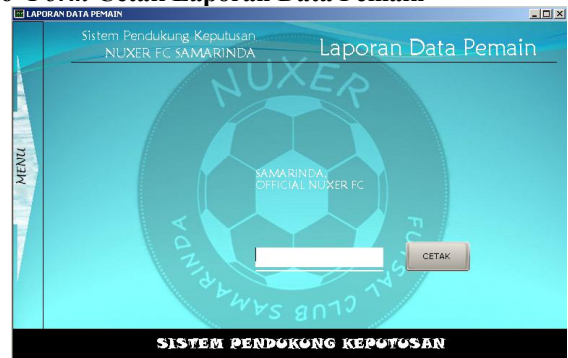 Form Cetak Laporan Data Pemain
LAPORAN DATA PEMAIN
Sistem Pendukung Keputusan
NUXER FC SAMARINDA
Laporan Data Pemain
MENU
NUXER
SAMARINDA,
OFFICIAL NUXER FC
CETAK
FUTSAL CLUB SAMARINDA
SISTEM PENDUKUNG KEPUTUSAN